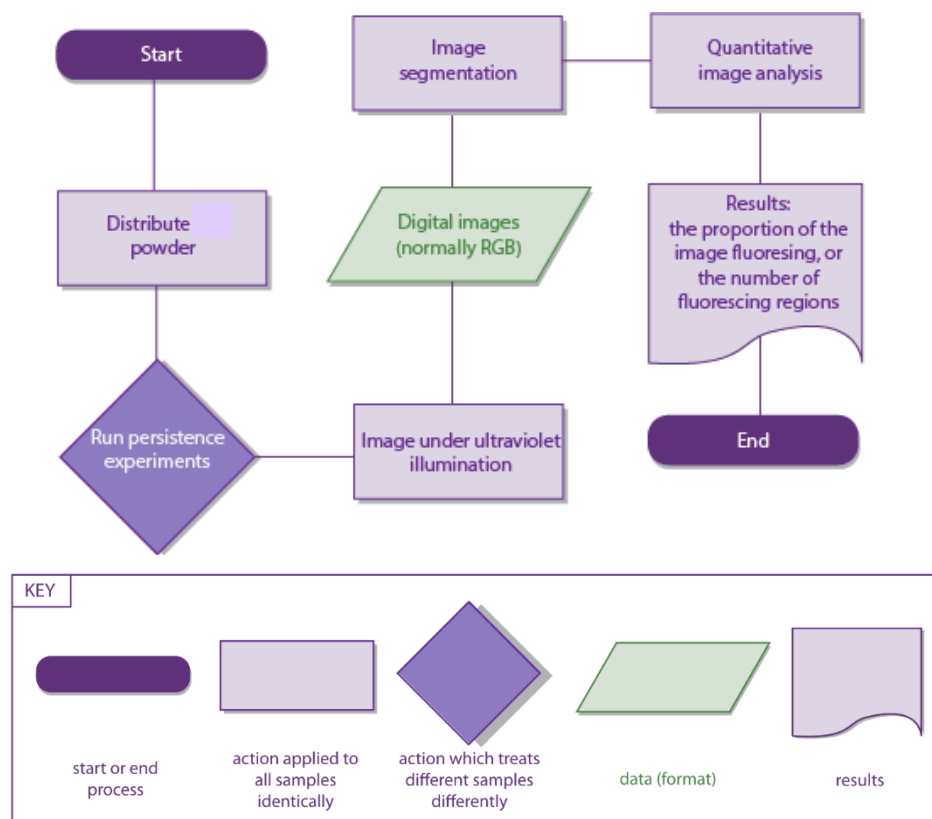 Start
Distribute
powder
Run persistence
experiments
Image under ultraviolet
illumination
Digital images
(normally RGB)
Image
segmentation
Quantitative
image analysis
Results:
the proportion of the
image fluoresing, or
the number of
fluorescing regions
End
KEY
start or end
process
action applied to
all samples
identically
action which treats
different samples
differently
data (format)
results